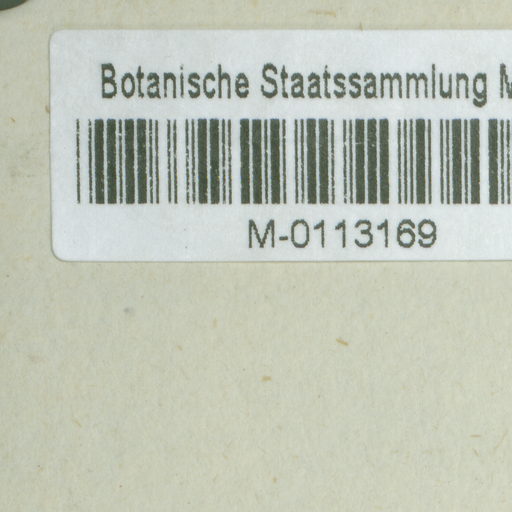 Botanische Staatssammlung M
M-0113169